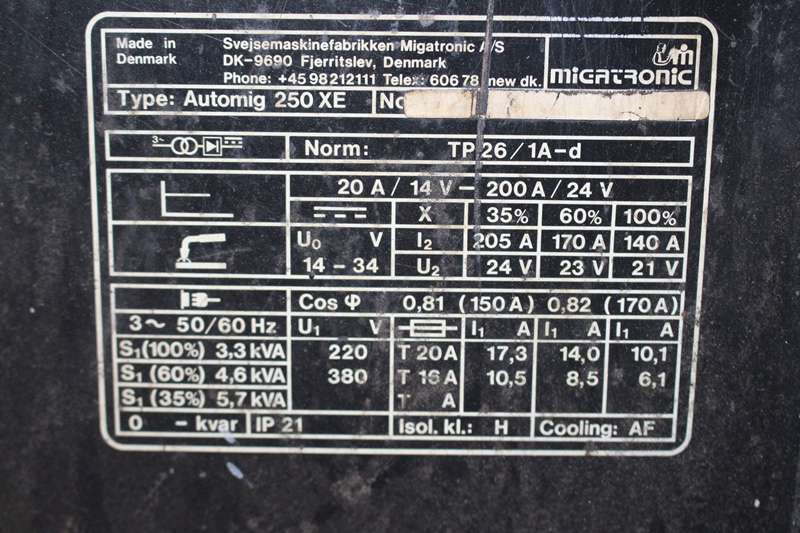 Made in Svejsemaskinefabrikken Migatronic A/S
Denmark DK-9690 Fjerritslev, Denmark
Phone: +45 98212111 Telex: 60678 new dk.
MIGATRONIC
Type: Automig 250 XE No
3~ Norm: TP 26/1A-d
20 A / 14 V - 200 A / 24 V
X 35% 60% 100%
U₀ V I₂ 205 A 170 A 140 A
14 - 34 U₂ 24 V 23 V 21 V
Cos φ 0,81 (150 A) 0,82 (170 A)
3~ 50/60 Hz U₁ V I₁ A I₁ A I₁ A
S₁(100%) 3,3 kVA 220 T 20 A 17,3 14,0 10,1
S₁ (60%) 4,6 kVA 380 T 16 A 10,5 8,5 6,1
S₁ (35%) 5,7 kVA T A
0 - kvar IP 21 Isol. kl.: H Cooling: AF